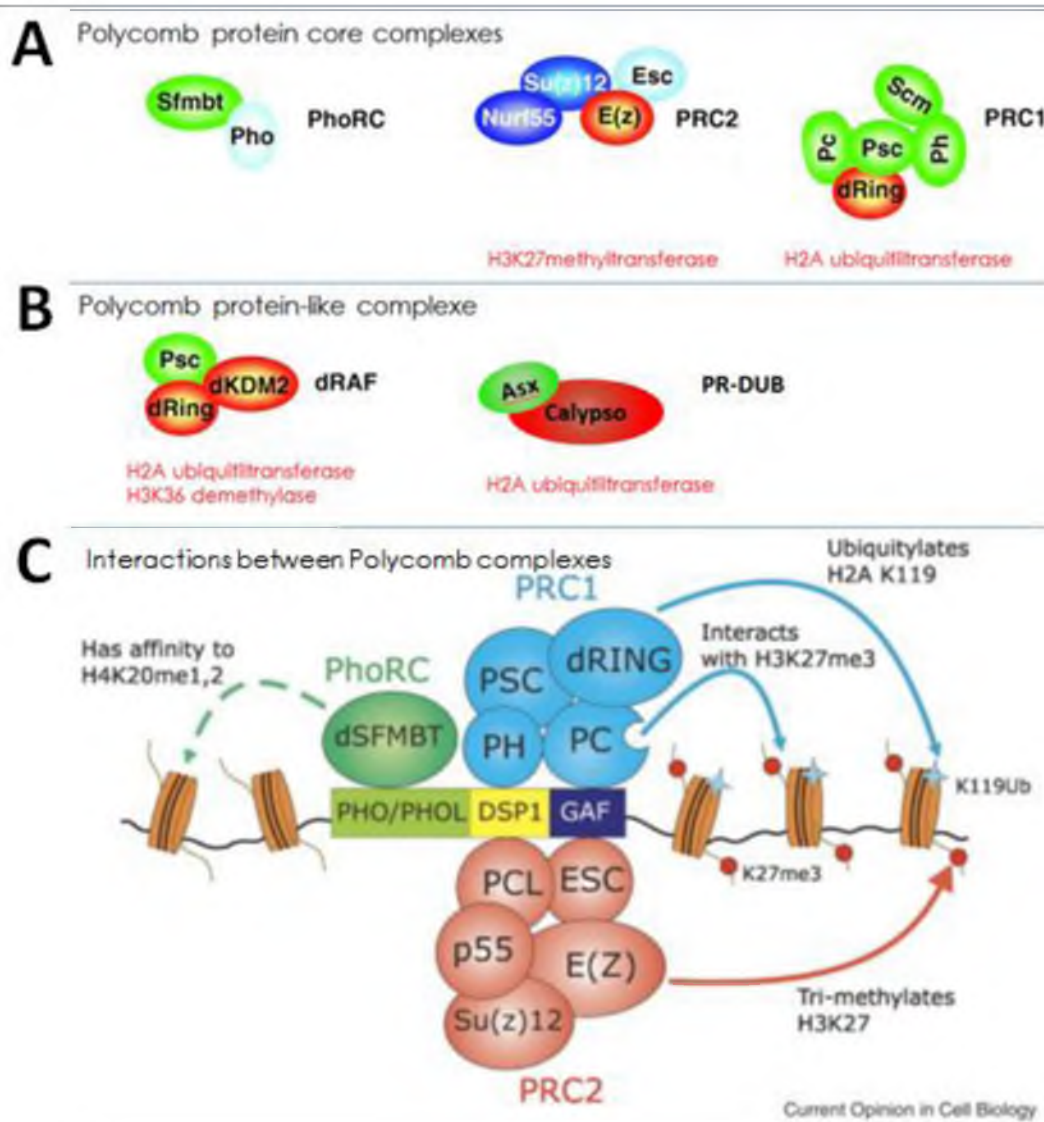 A Polycomb protein core complexes
Sfmbt
Pho
PhoRC
Su(z)12
Esc
Nurf55
E(z)
PRC2
Scm
Pc
Psc
Ph
dRing
PRC1
H3K27methyltransferase
H2A ubiquitiltransferase
B Polycomb protein-like complexe
Psc
dKDM2
dRing
dRAF
Asx
Calypso
PR-DUB
H2A ubiquitiltransferase
H3K36 demethylase
H2A ubiquitiltransferase
C Interactions between Polycomb complexes
PRC1
Ubiquitylates
H2A K119
Has affinity to
H4K20me1,2
PhoRC
PSC
dRING
Interacts
with H3K27me3
dSFMBT
PH
PC
PHO/PHOL
DSP1
GAF
K119Ub
PCL
ESC
K27me3
p55
E(Z)
Su(z)12
Tri-methylates
H3K27
PRC2
Current Opinion in Cell Biology